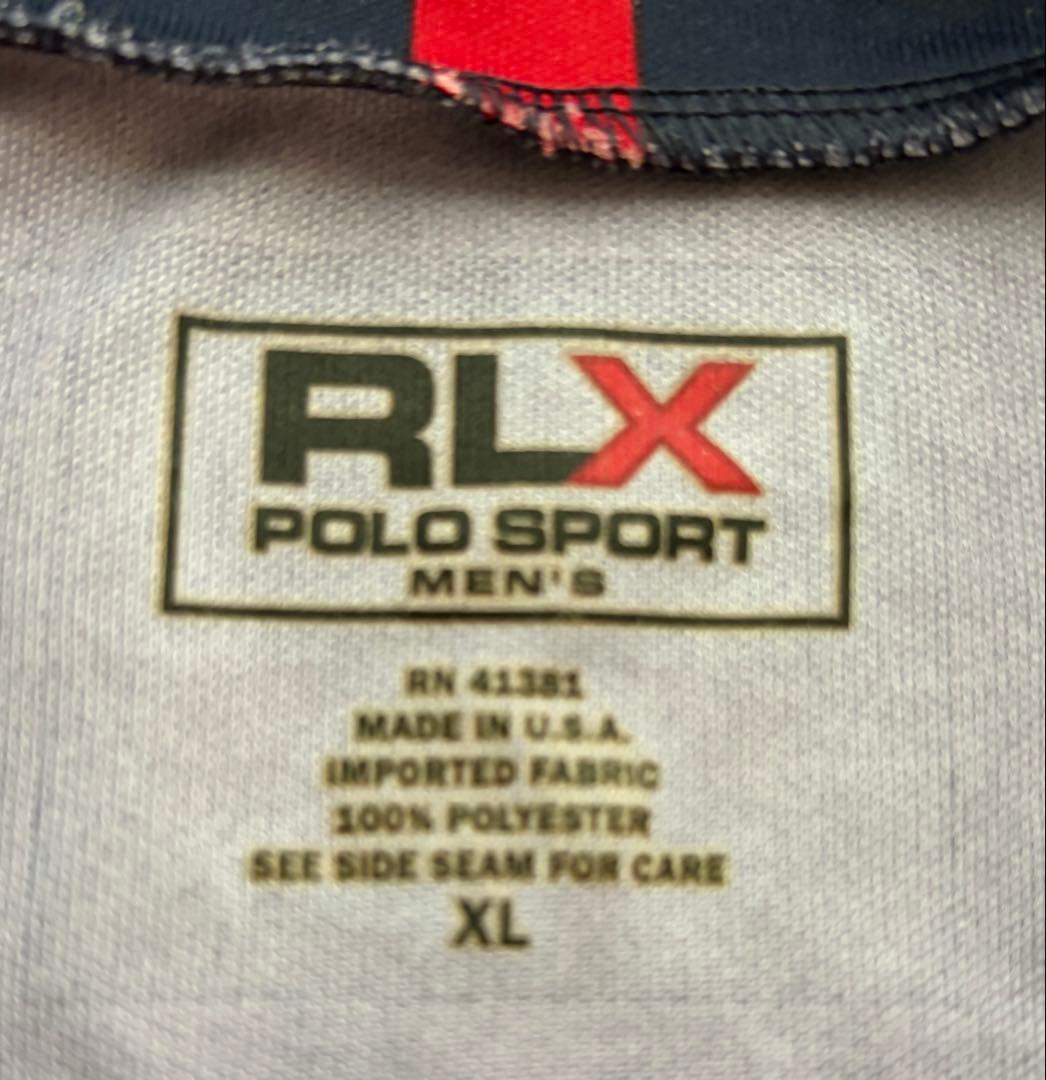 RLX
POLO SPORT
MEN'S
RN 41381
MADE IN U.S.A.
IMPORTED FABRIC
100% POLYESTER
SEE SIDE SEAM FOR CARE
XL